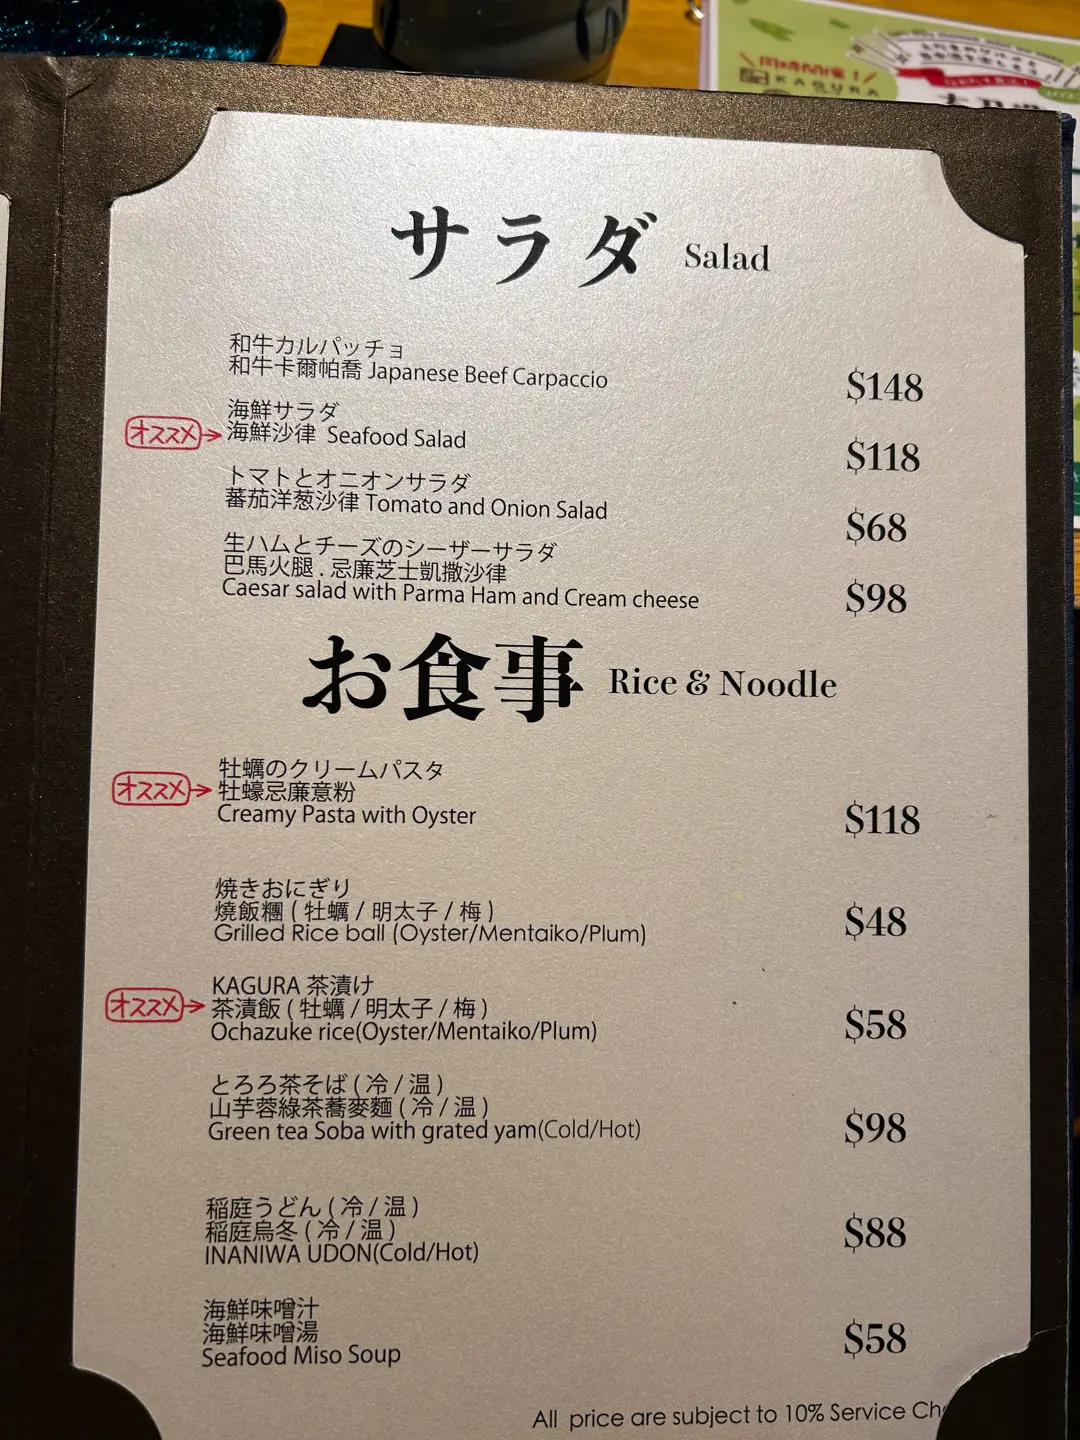 KAGURA
サラダ Salad
和牛カルパッチョ
和牛卡爾帕喬 Japanese Beef Carpaccio
$148
海鮮サラダ
オススメ
海鮮沙律 Seafood Salad
$118
トマトとオニオンサラダ
蕃茄洋葱沙律 Tomato and Onion Salad
$68
生ハムとチーズのシーザーサラダ
巴馬火腿 . 忌廉芝士凱撒沙律
Caesar salad with Parma Ham and Cream cheese
$98
お食事 Rice & Noodle
牡蠣のクリームパスタ
オススメ
牡蠔忌廉意粉
Creamy Pasta with Oyster
$118
焼きおにぎり
燒飯糰 ( 牡蠣 / 明太子 / 梅 )
Grilled Rice ball (Oyster/Mentaiko/Plum)
$48
KAGURA 茶漬け
オススメ
茶漬飯 ( 牡蠣 / 明太子 / 梅 )
Ochazuke rice(Oyster/Mentaiko/Plum)
$58
とろろ茶そば ( 冷 / 温 )
山芋蓉綠茶蕎麥麵 ( 冷 / 温 )
Green tea Soba with grated yam(Cold/Hot)
$98
稲庭うどん ( 冷 / 温 )
稲庭烏冬 ( 冷 / 温 )
INANIWA UDON(Cold/Hot)
$88
海鮮味噌汁
海鮮味噌湯
Seafood Miso Soup
$58
All price are subject to 10% Service